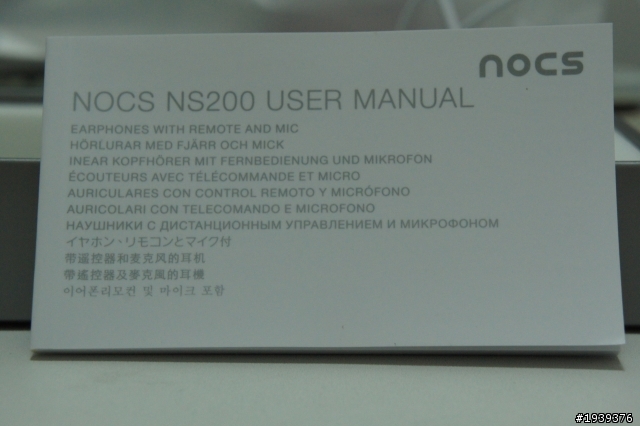 nocs
NOCS NS200 USER MANUAL
EARPHONES WITH REMOTE AND MIC
HÖRLURAR MED FJÄRR OCH MICK
INEAR KOPFHÖRER MIT FERNBEDIENUNG UND MIKROFON
ÉCOUTEURS AVEC TÉLÉCOMMANDE ET MICRO
AURICULARES CON CONTROL REMOTO Y MICRÓFONO
AURICOLARI CON TELECOMANDO E MICROFONO
НАУШНИКИ С ДИСТАНЦИОННЫМ УПРАВЛЕНИЕМ И МИКРОФОНОМ
イヤホン、リモコンとマイク付
带遥控器和麦克风的耳机
帶遙控器及麥克風的耳機
이어폰리모컨 및 마이크 포함
#1939376